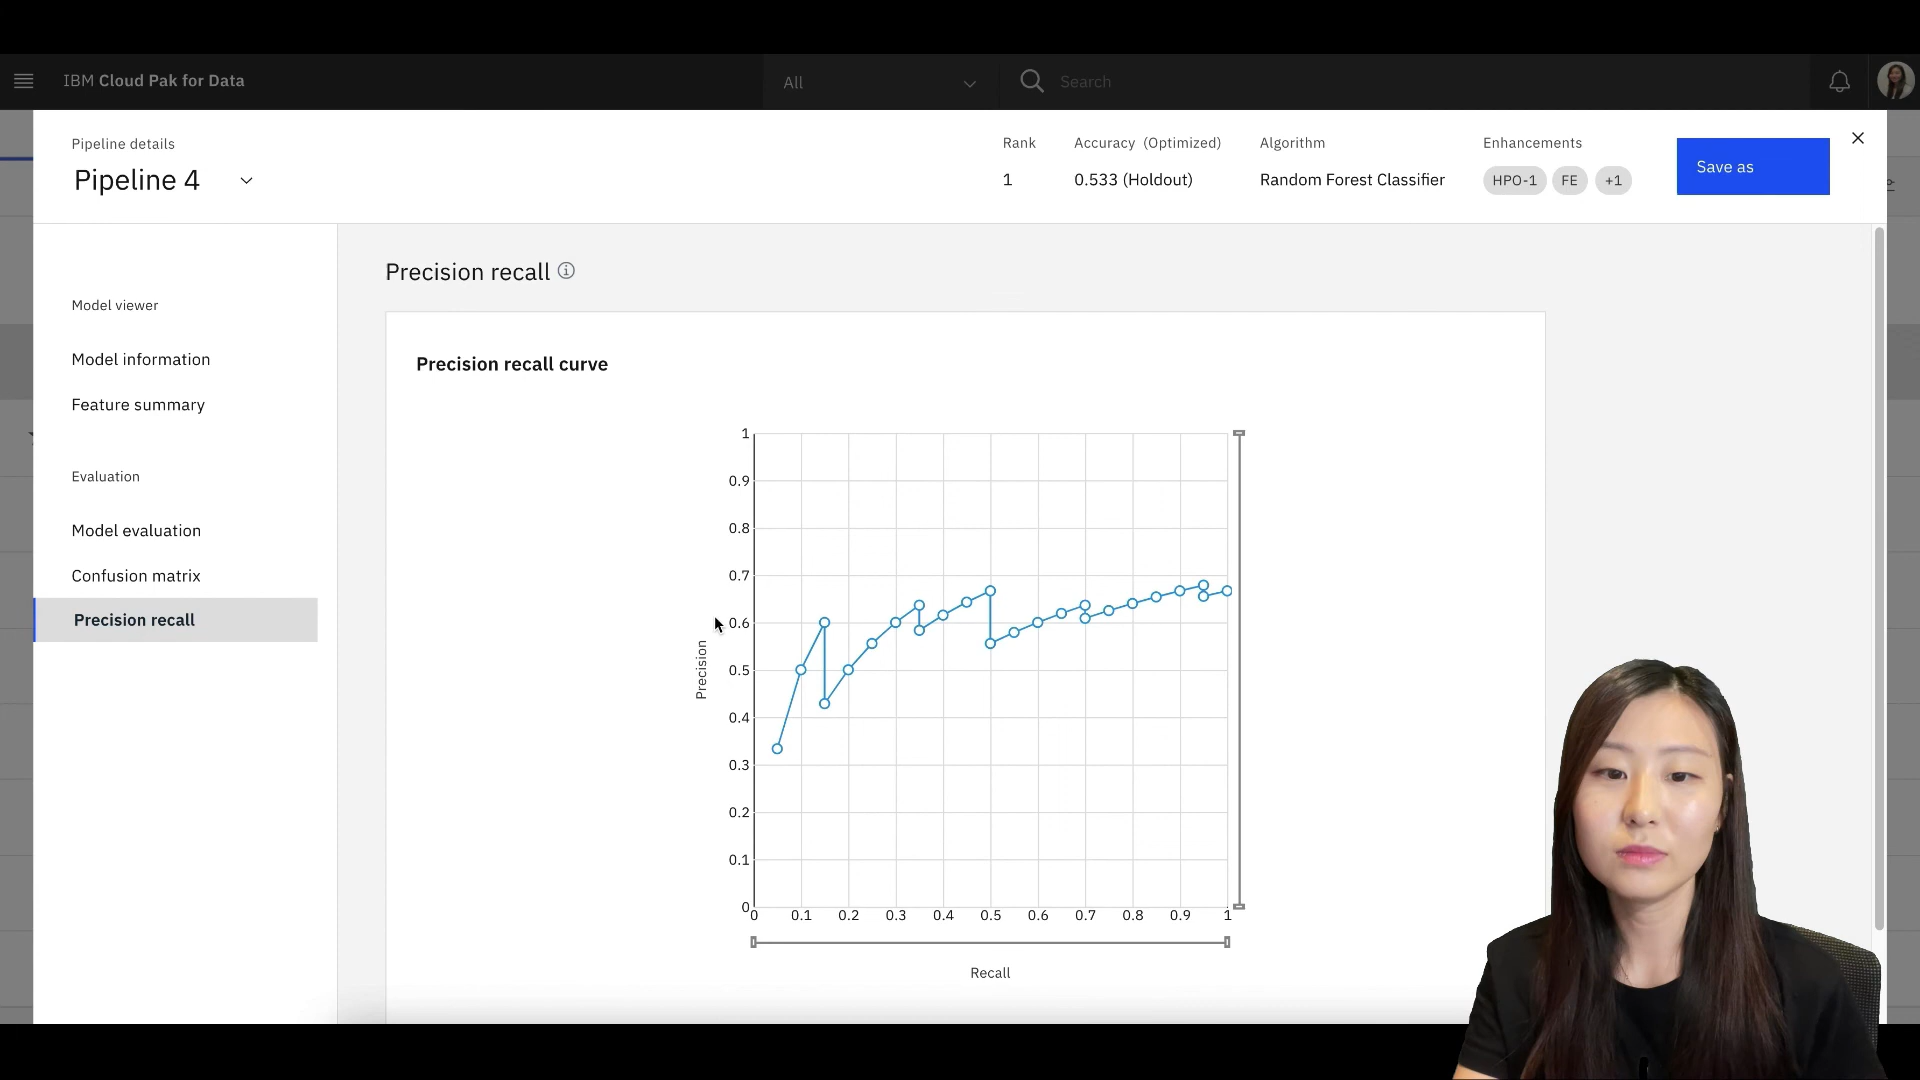 IBM Cloud Pak for Data
All
Search
Pipeline details
Pipeline 4
Rank
1
Accuracy (Optimized)
0.533 (Holdout)
Algorithm
Random Forest Classifier
Enhancements
HPO-1 FE +1
Save as
Model viewer
Model information
Feature summary
Evaluation
Model evaluation
Confusion matrix
Precision recall
Precision recall
Precision recall curve
1
0.9
0.8
0.7
0.6
0.5
0.4
0.3
0.2
0.1
0
Precision
0 0.1 0.2 0.3 0.4 0.5 0.6 0.7 0.8 0.9 1
Recall